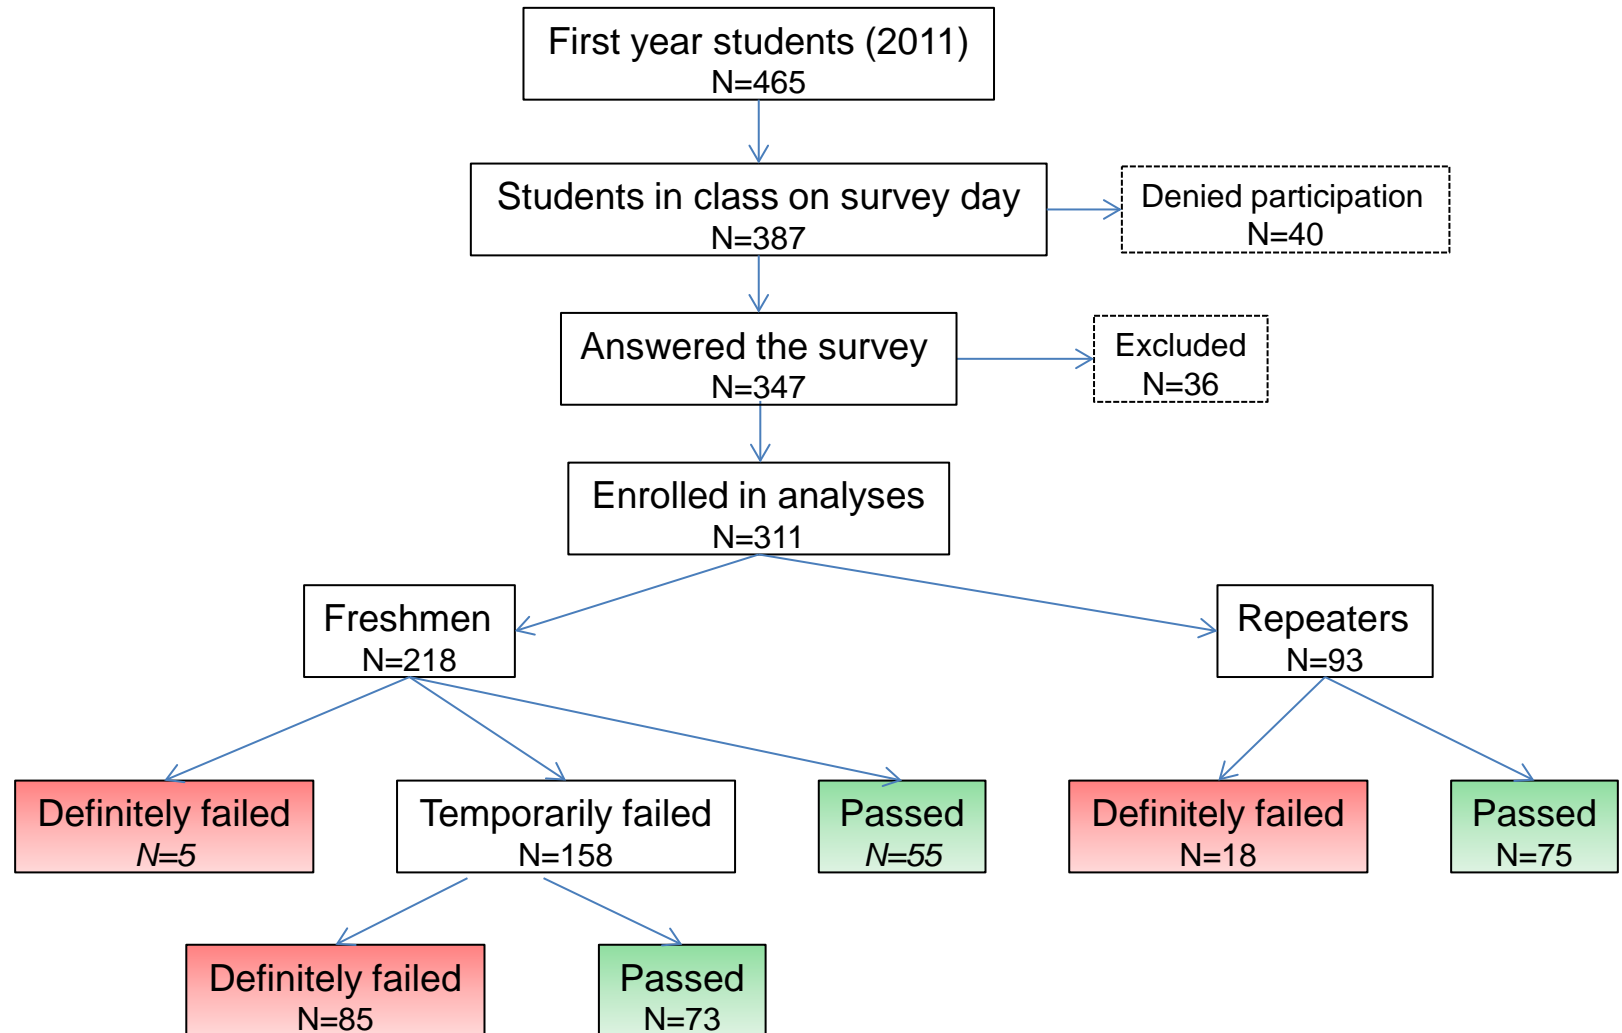 First year students (2011)
N=465
Students in class on survey day
N=387
Denied participation
N=40
Answered the survey
N=347
Excluded
N=36
Enrolled in analyses
N=311
Freshmen
N=218
Repeaters
N=93
Definitely failed
N=5
Temporarily failed
N=158
Passed
N=55
Definitely failed
N=18
Passed
N=75
Definitely failed
N=85
Passed
N=73